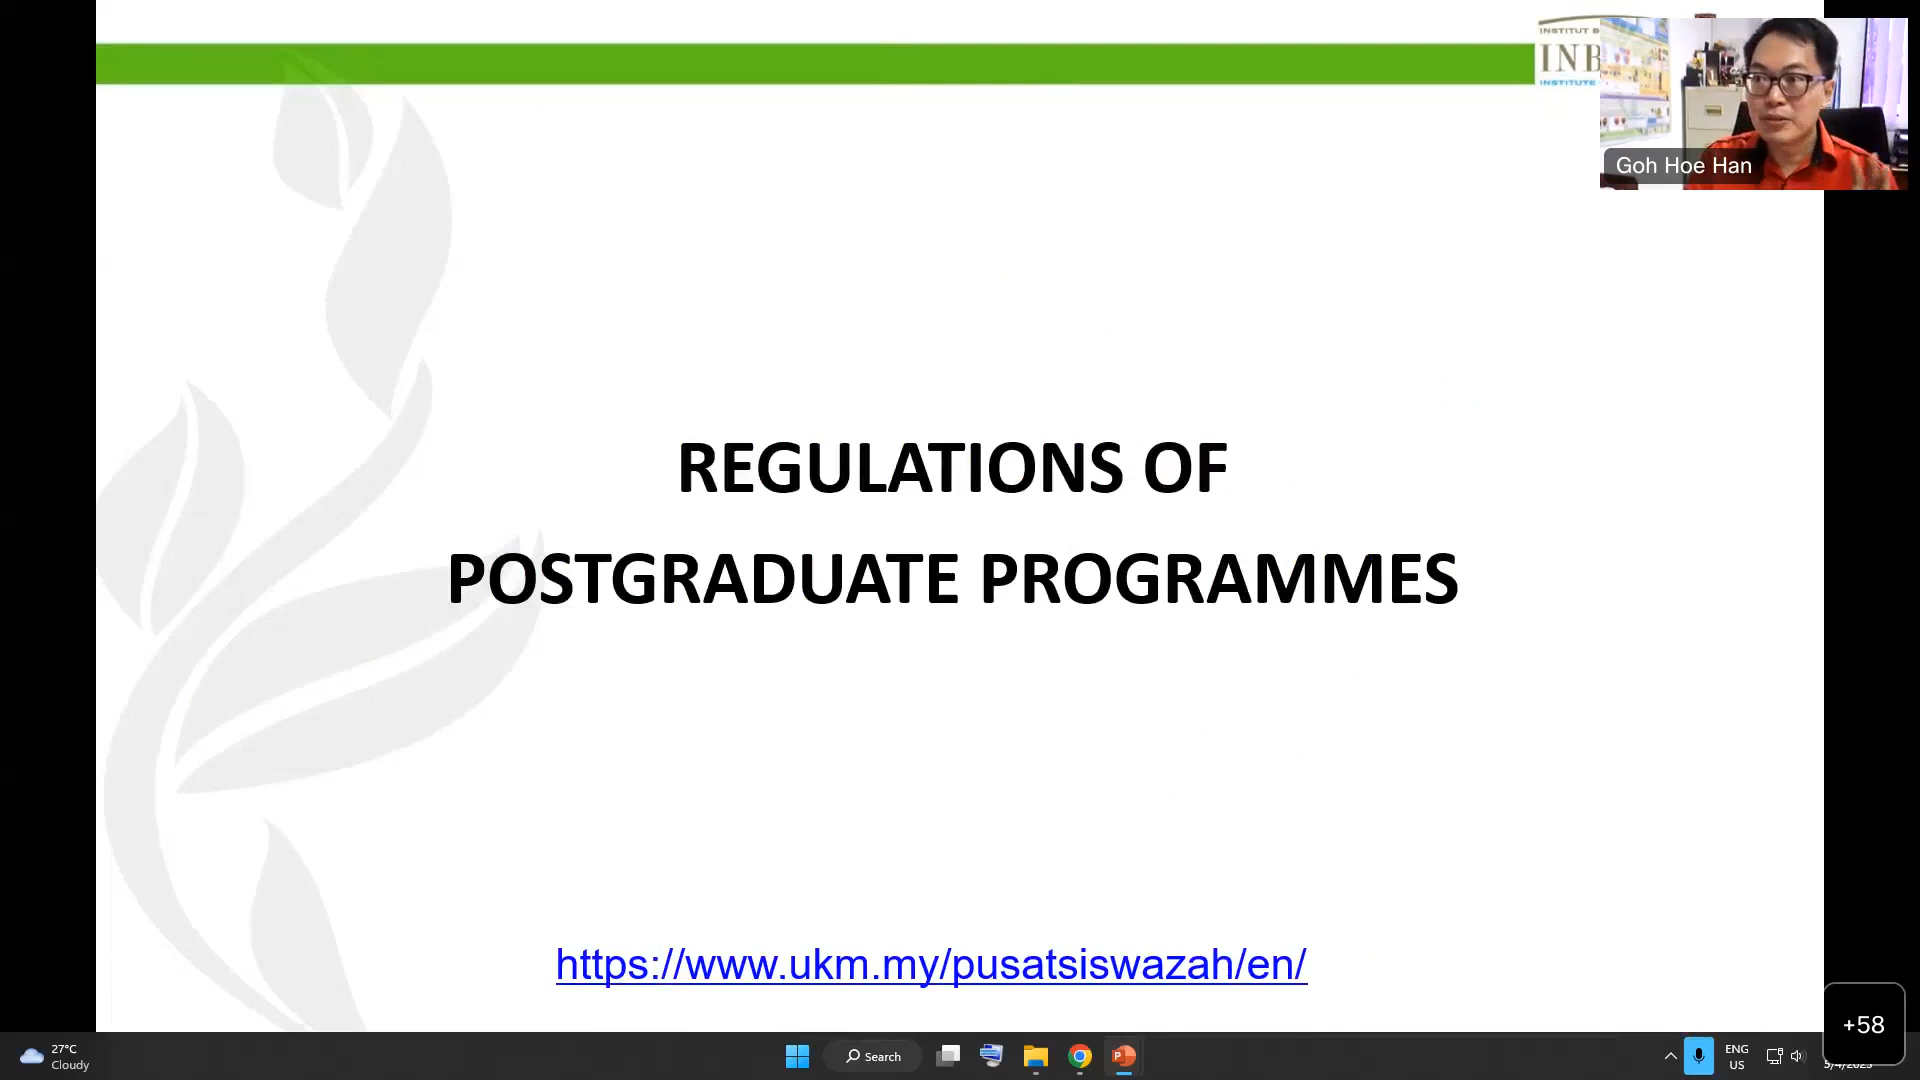 INSTITUT B
INB
INSTITUTE
Goh Hoe Han
REGULATIONS OF
POSTGRADUATE PROGRAMMES
https://www.ukm.my/pusatsiswazah/en/
+58
27°C
Cloudy
Search
ENG
US